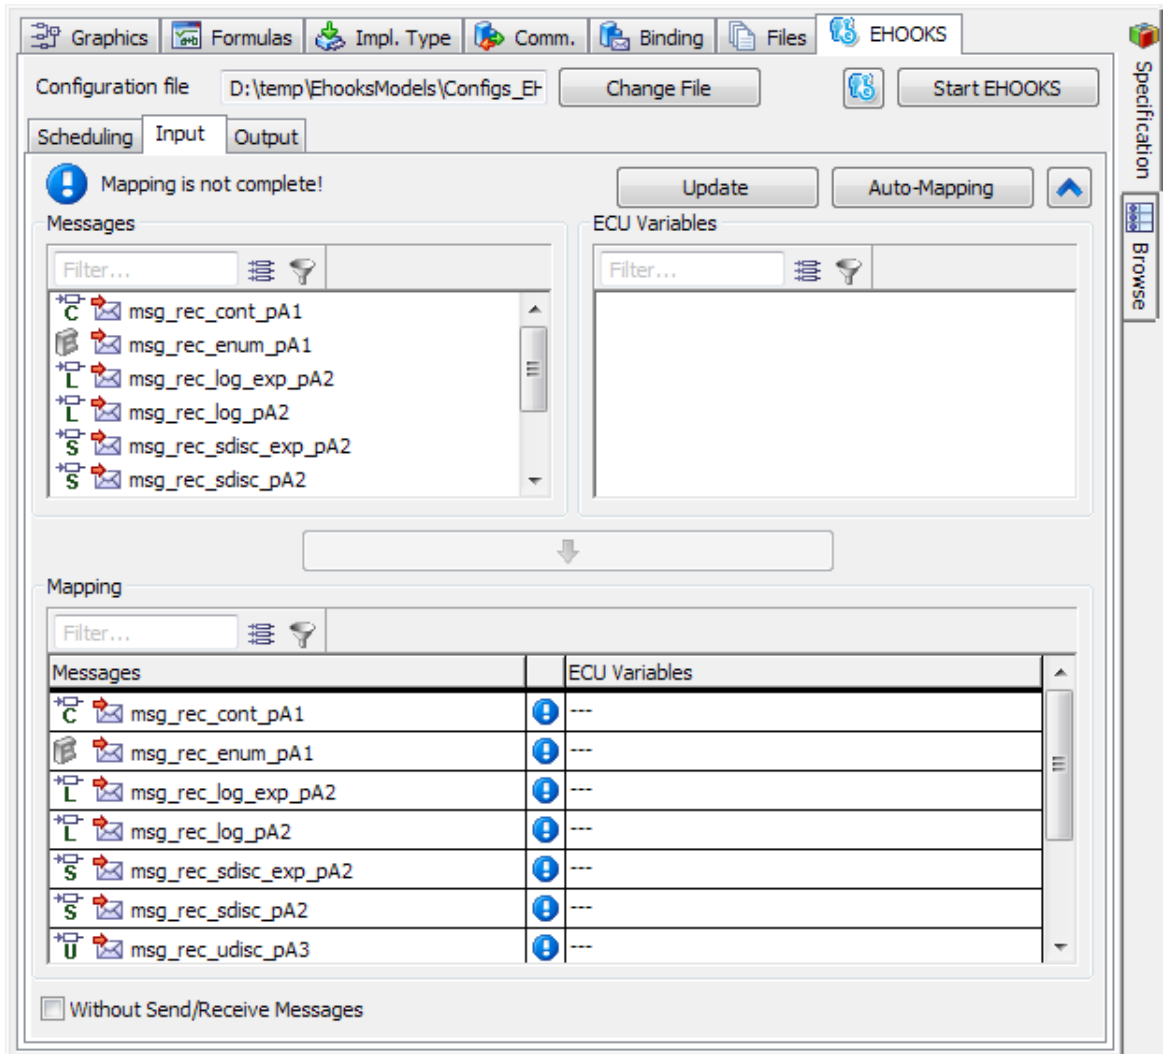 Graphics Formulas Impl. Type Comm. Binding Files EHOOKS
Configuration file D:\temp\EhooksModels\Configs_EH Change File Start EHOOKS
Scheduling Input Output
Mapping is not complete! Update Auto-Mapping
Messages ECU Variables
Filter... Filter...
C msg_rec_cont_pA1
msg_rec_enum_pA1
L msg_rec_log_exp_pA2
L msg_rec_log_pA2
S msg_rec_sdisc_exp_pA2
S msg_rec_sdisc_pA2
Mapping
Filter...
Messages ECU Variables
C msg_rec_cont_pA1 ---
msg_rec_enum_pA1 ---
L msg_rec_log_exp_pA2 ---
L msg_rec_log_pA2 ---
S msg_rec_sdisc_exp_pA2 ---
S msg_rec_sdisc_pA2 ---
U msg_rec_udisc_pA3 ---
Without Send/Receive Messages
Specification
Browse